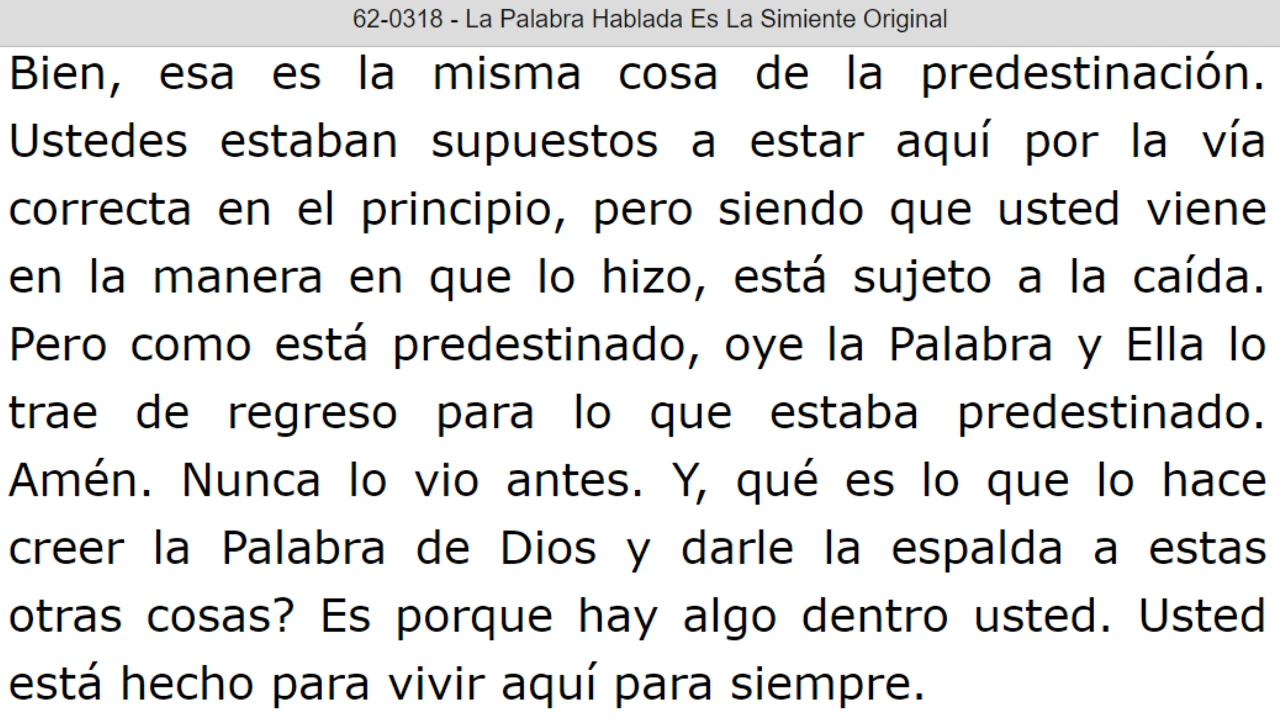 62-0318 - La Palabra Hablada Es La Simiente Original
Bien, esa es la misma cosa de la predestinación.
Ustedes estaban supuestos a estar aquí por la vía
correcta en el principio, pero siendo que usted viene
en la manera en que lo hizo, está sujeto a la caída.
Pero como está predestinado, oye la Palabra y Ella lo
trae de regreso para lo que estaba predestinado.
Amén. Nunca lo vio antes. Y, qué es lo que lo hace
creer la Palabra de Dios y darle la espalda a estas
otras cosas? Es porque hay algo dentro usted. Usted
está hecho para vivir aquí para siempre.